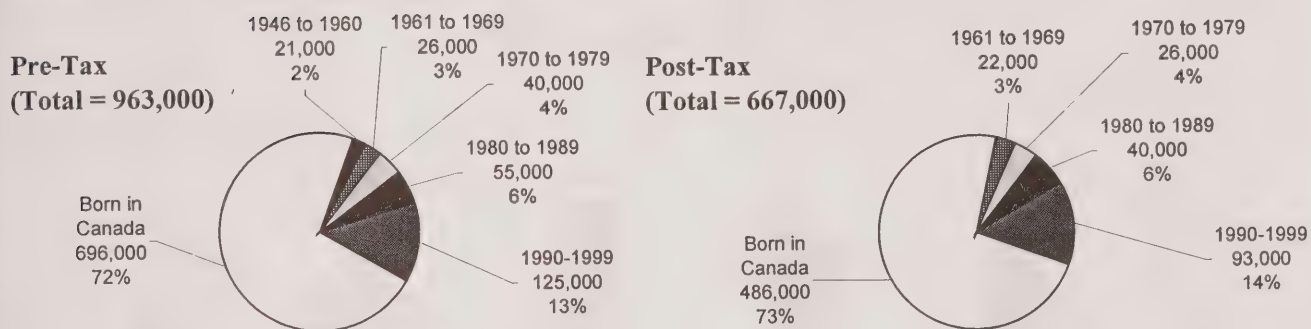 Pre-Tax
(Total = 963,000)
1946 to 1960
21,000
2%
1961 to 1969
26,000
3%
1970 to 1979
40,000
4%
1980 to 1989
55,000
6%
1990-1999
125,000
13%
Born in
Canada
696,000
72%
Post-Tax
(Total = 667,000)
1961 to 1969
22,000
3%
1970 to 1979
26,000
4%
1980 to 1989
40,000
6%
1990-1999
93,000
14%
Born in
Canada
486,000
73%